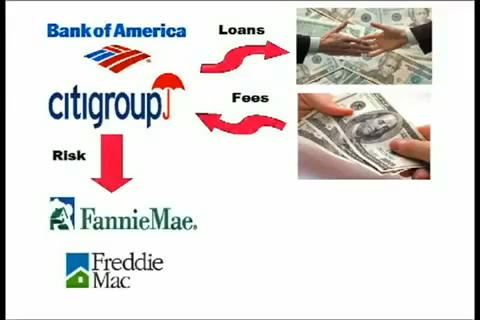 Bank of America
Loans
citigroup
Fees
Risk
FannieMae.
Freddie
Mac